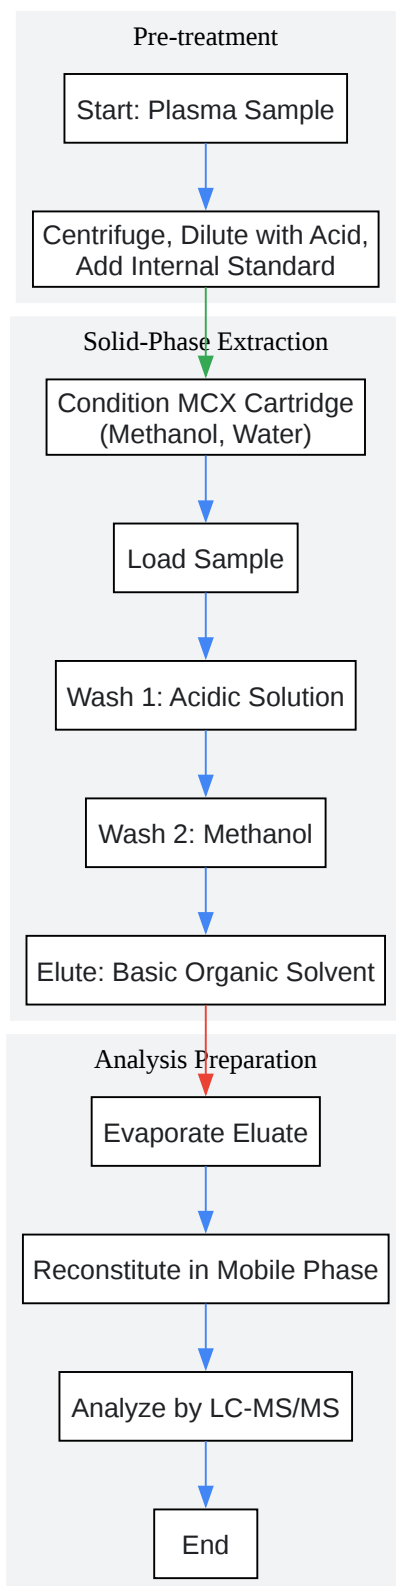 Pre-treatment
Start: Plasma Sample
Centrifuge, Dilute with Acid,
Add Internal Standard
Solid-Phase Extraction
Condition MCX Cartridge
(Methanol, Water)
Load Sample
Wash 1: Acidic Solution
Wash 2: Methanol
Elute: Basic Organic Solvent
Analysis Preparation
Evaporate Eluate
Reconstitute in Mobile Phase
Analyze by LC-MS/MS
End